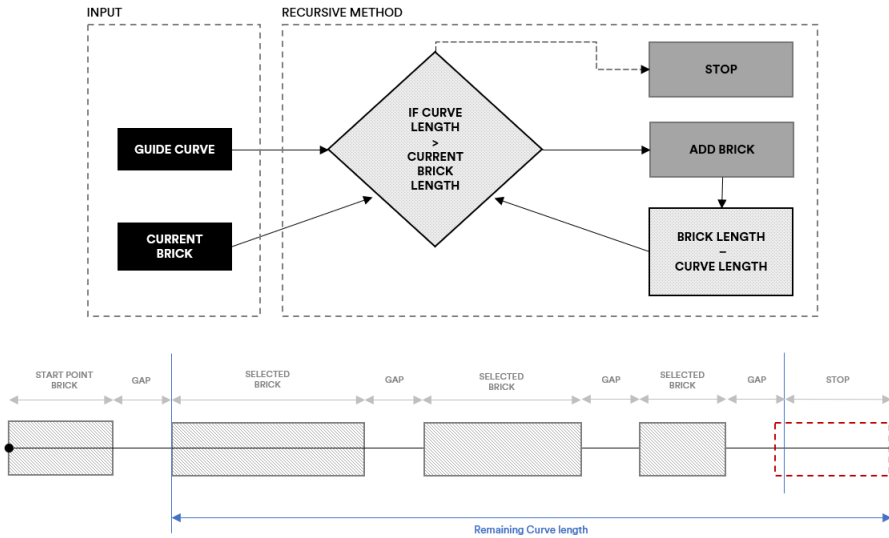 INPUT
RECURSIVE METHOD
STOP
IF CURVE
LENGTH
>
CURRENT
BRICK
LENGTH
GUIDE CURVE
ADD BRICK
CURRENT
BRICK
BRICK LENGTH
–
CURVE LENGTH
START POINT
BRICK
GAP
SELECTED
BRICK
GAP
SELECTED
BRICK
GAP
SELECTED
BRICK
GAP
STOP
Remaining Curve length